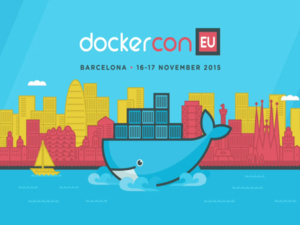 dockercon EU
BARCELONA - 16-17 NOVEMBER 2015